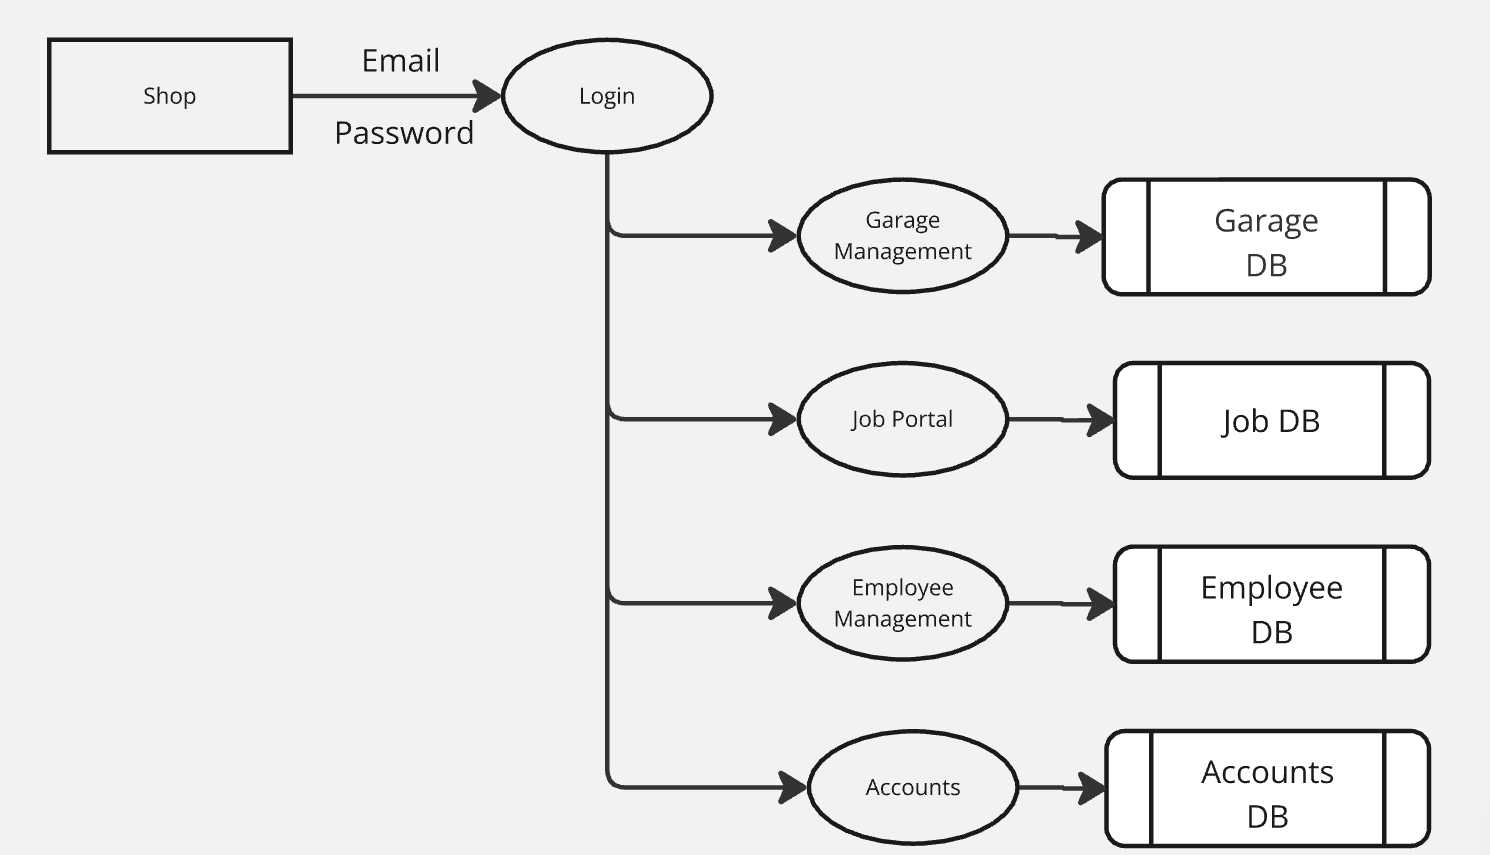 Shop
Email
Password
Login
Garage
Management
Garage
DB
Job Portal
Job DB
Employee
Management
Employee
DB
Accounts
Accounts
DB